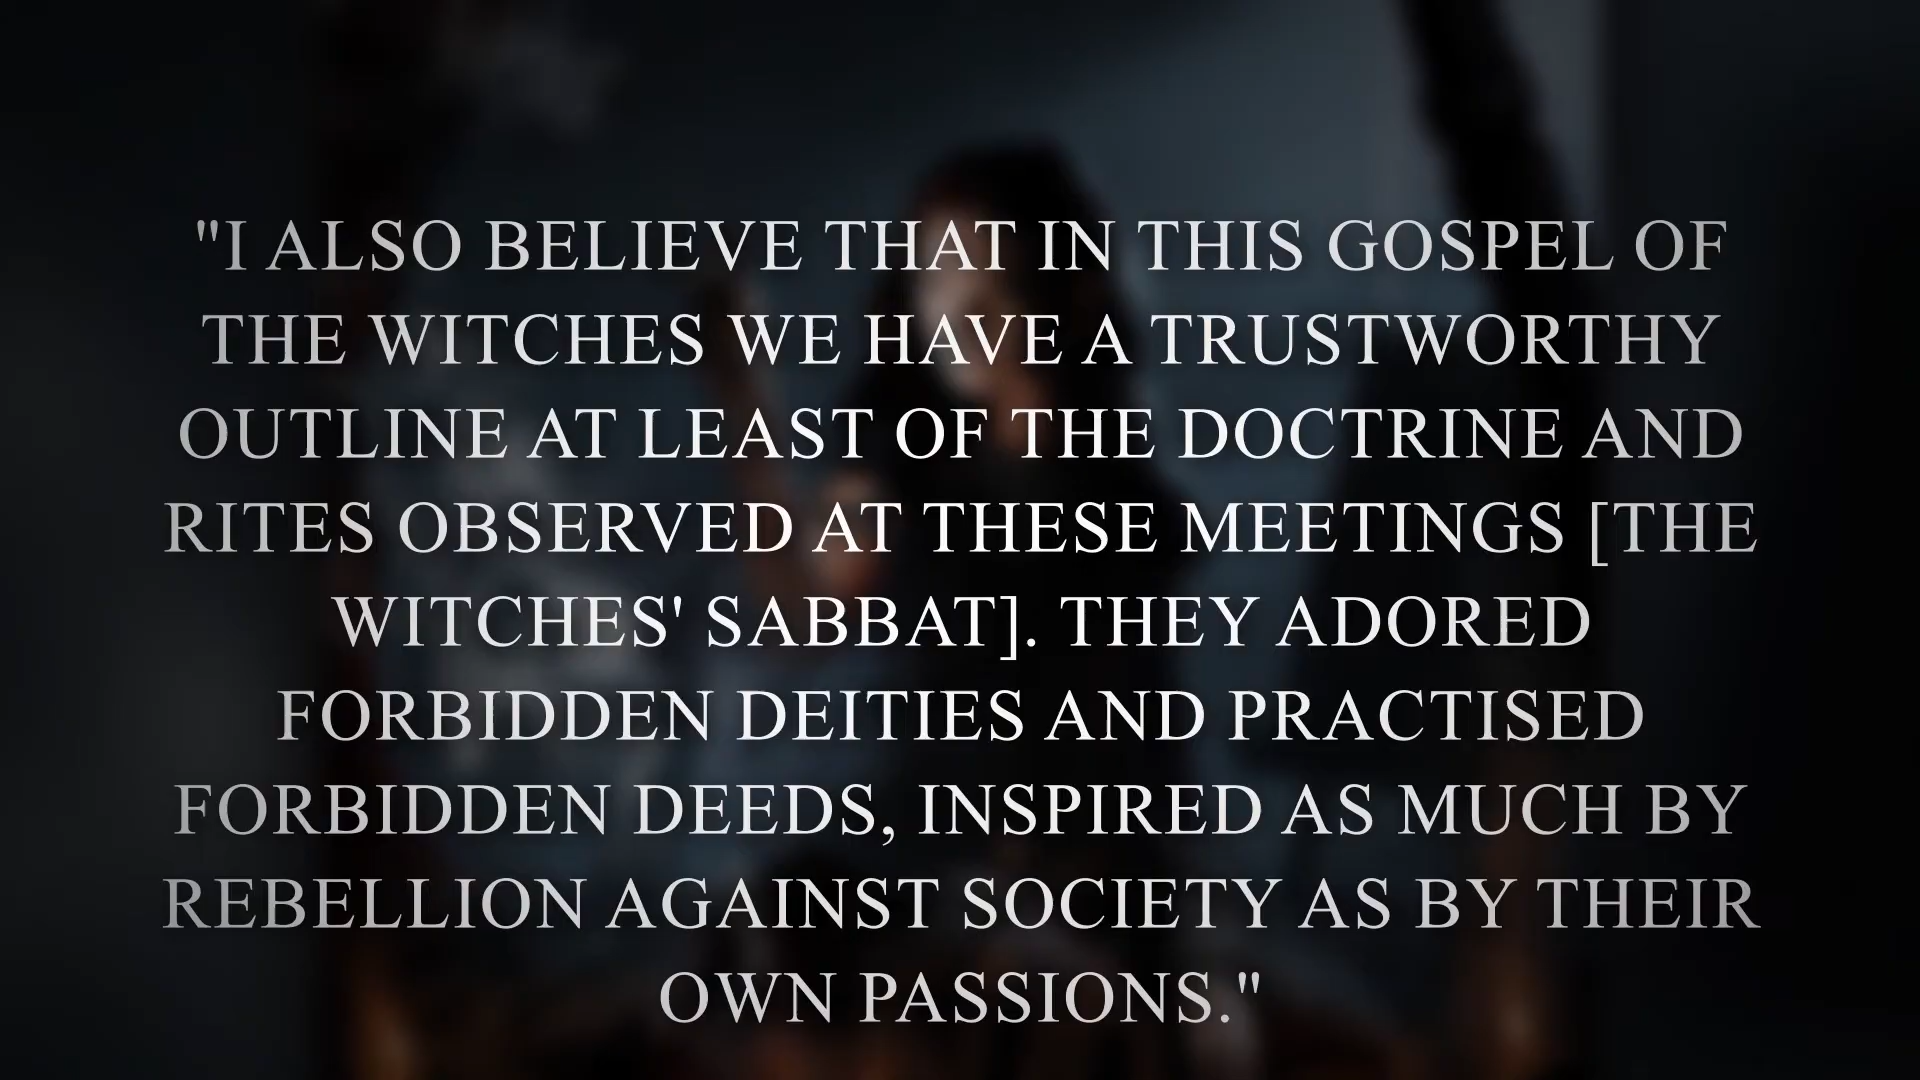 "I ALSO BELIEVE THAT IN THIS GOSPEL OF
THE WITCHES WE HAVE A TRUSTWORTHY
OUTLINE AT LEAST OF THE DOCTRINE AND
RITES OBSERVED AT THESE MEETINGS [THE
WITCHES' SABBAT]. THEY ADORED
FORBIDDEN DEITIES AND PRACTISED
FORBIDDEN DEEDS, INSPIRED AS MUCH BY
REBELLION AGAINST SOCIETY AS BY THEIR
OWN PASSIONS."